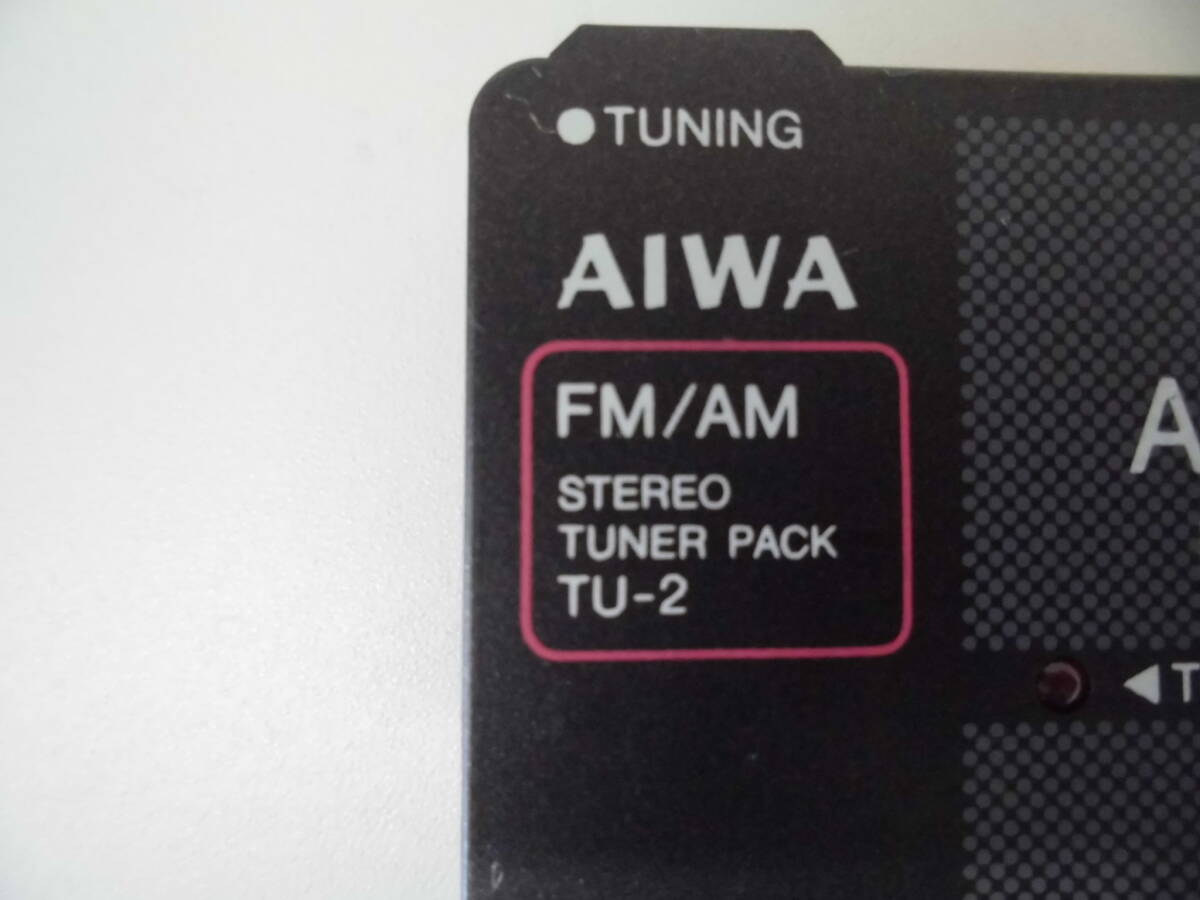 TUNING
AIWA
FM/AM
STEREO
TUNER PACK
TU-2
A
T